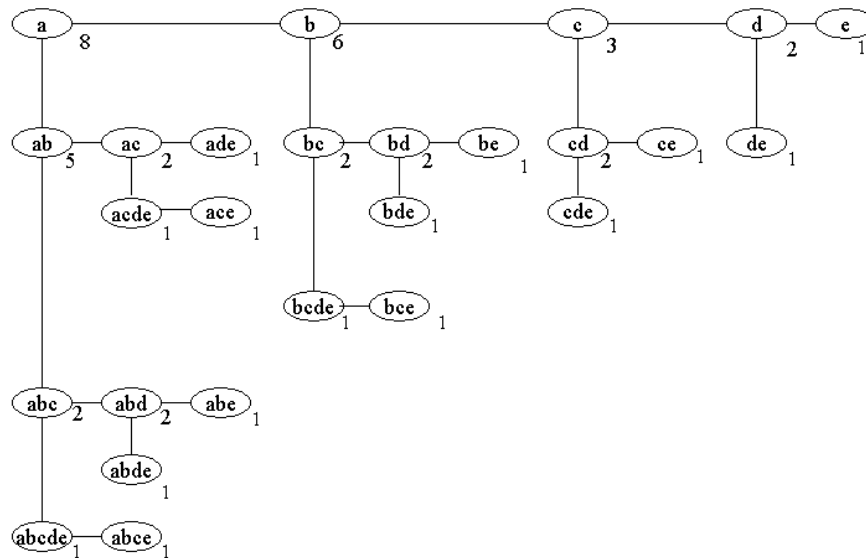 a 8 b 6 c 3 d 2 e 1
ab 5 ac 2 ade 1 bc 2 bd 2 be 1 cd 2 ce 1 de 1
acde 1 ace 1 bde 1 cde 1
bcde 1 bce 1
abc 2 abd 2 abe 1
abde 1
abcde 1 abce 1